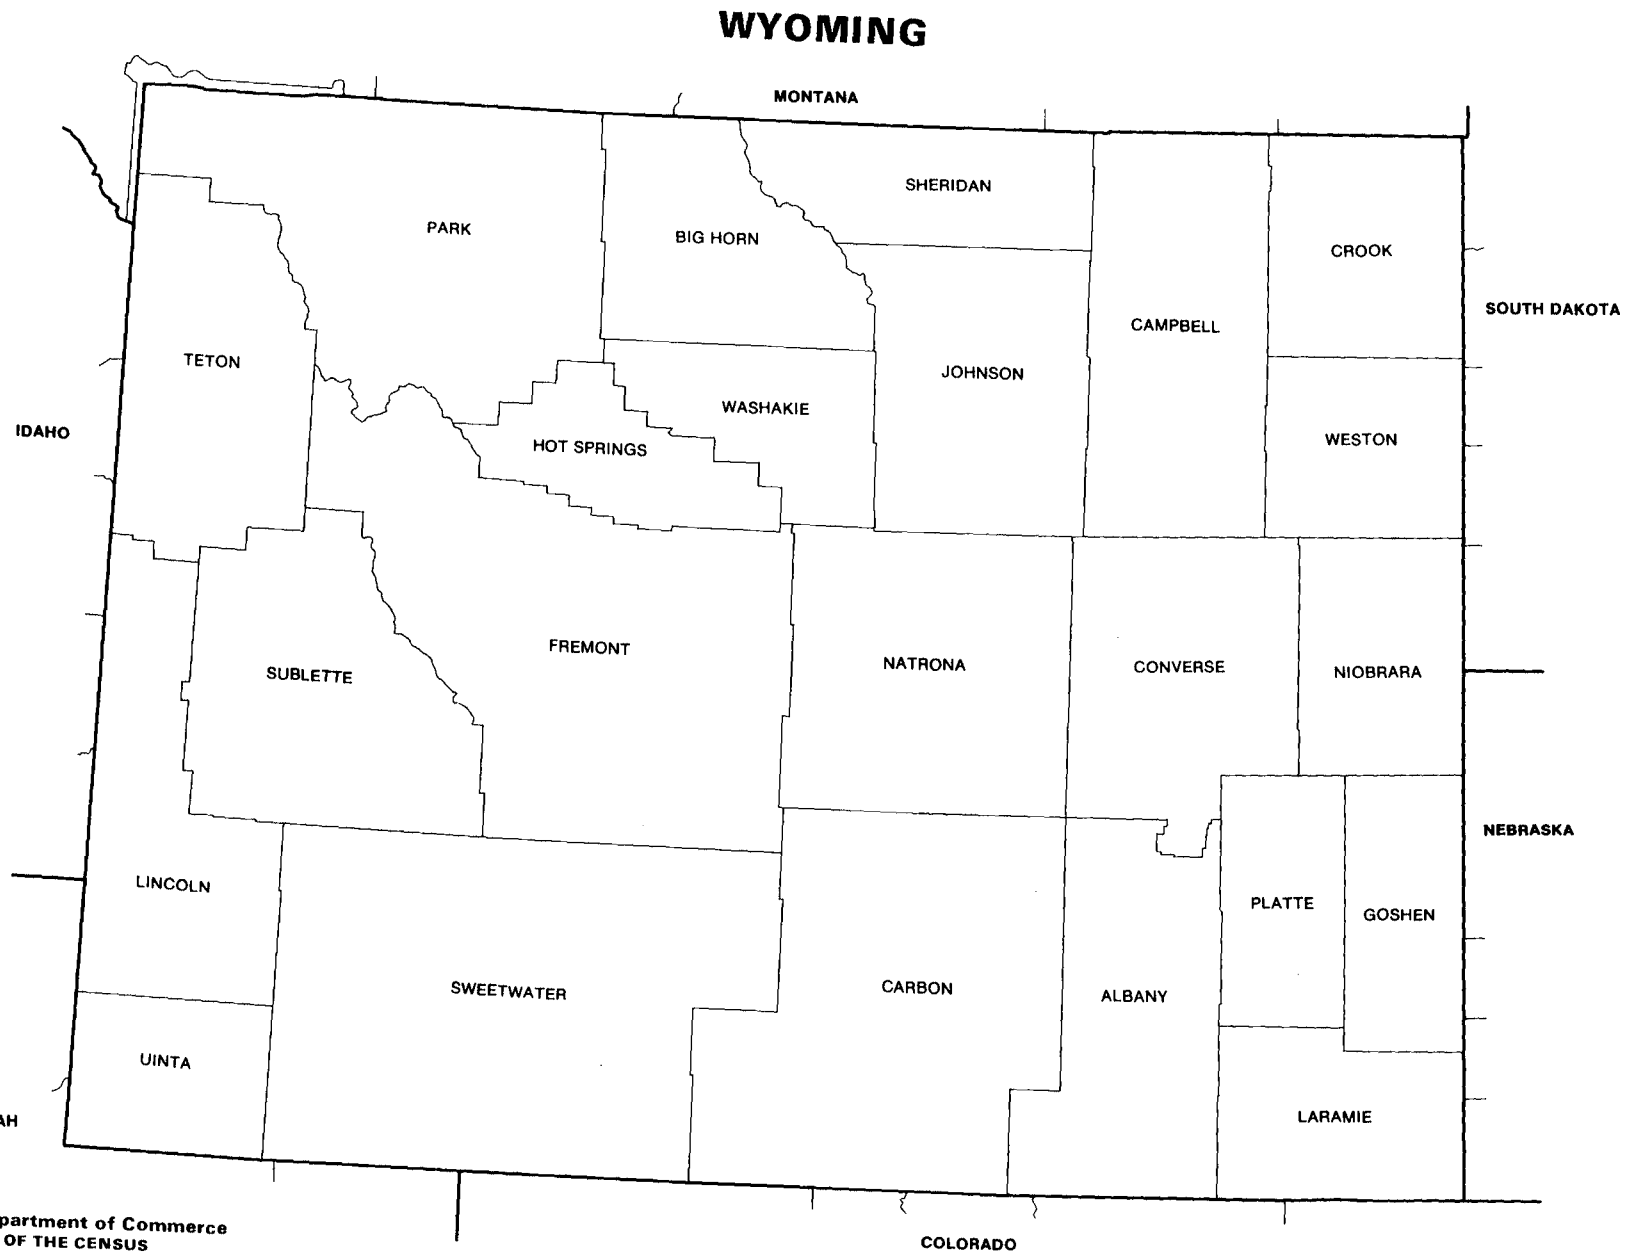 WYOMING
MONTANA
SHERIDAN
PARK
BIG HORN
CROOK
SOUTH DAKOTA
CAMPBELL
TETON
JOHNSON
WASHAKIE
IDAHO
WESTON
HOT SPRINGS
FREMONT
NATRONA
CONVERSE
NIOBRARA
SUBLETTE
NEBRASKA
LINCOLN
PLATTE
GOSHEN
SWEETWATER
CARBON
ALBANY
UINTA
LARAMIE
AH
partment of Commerce
OF THE CENSUS
COLORADO